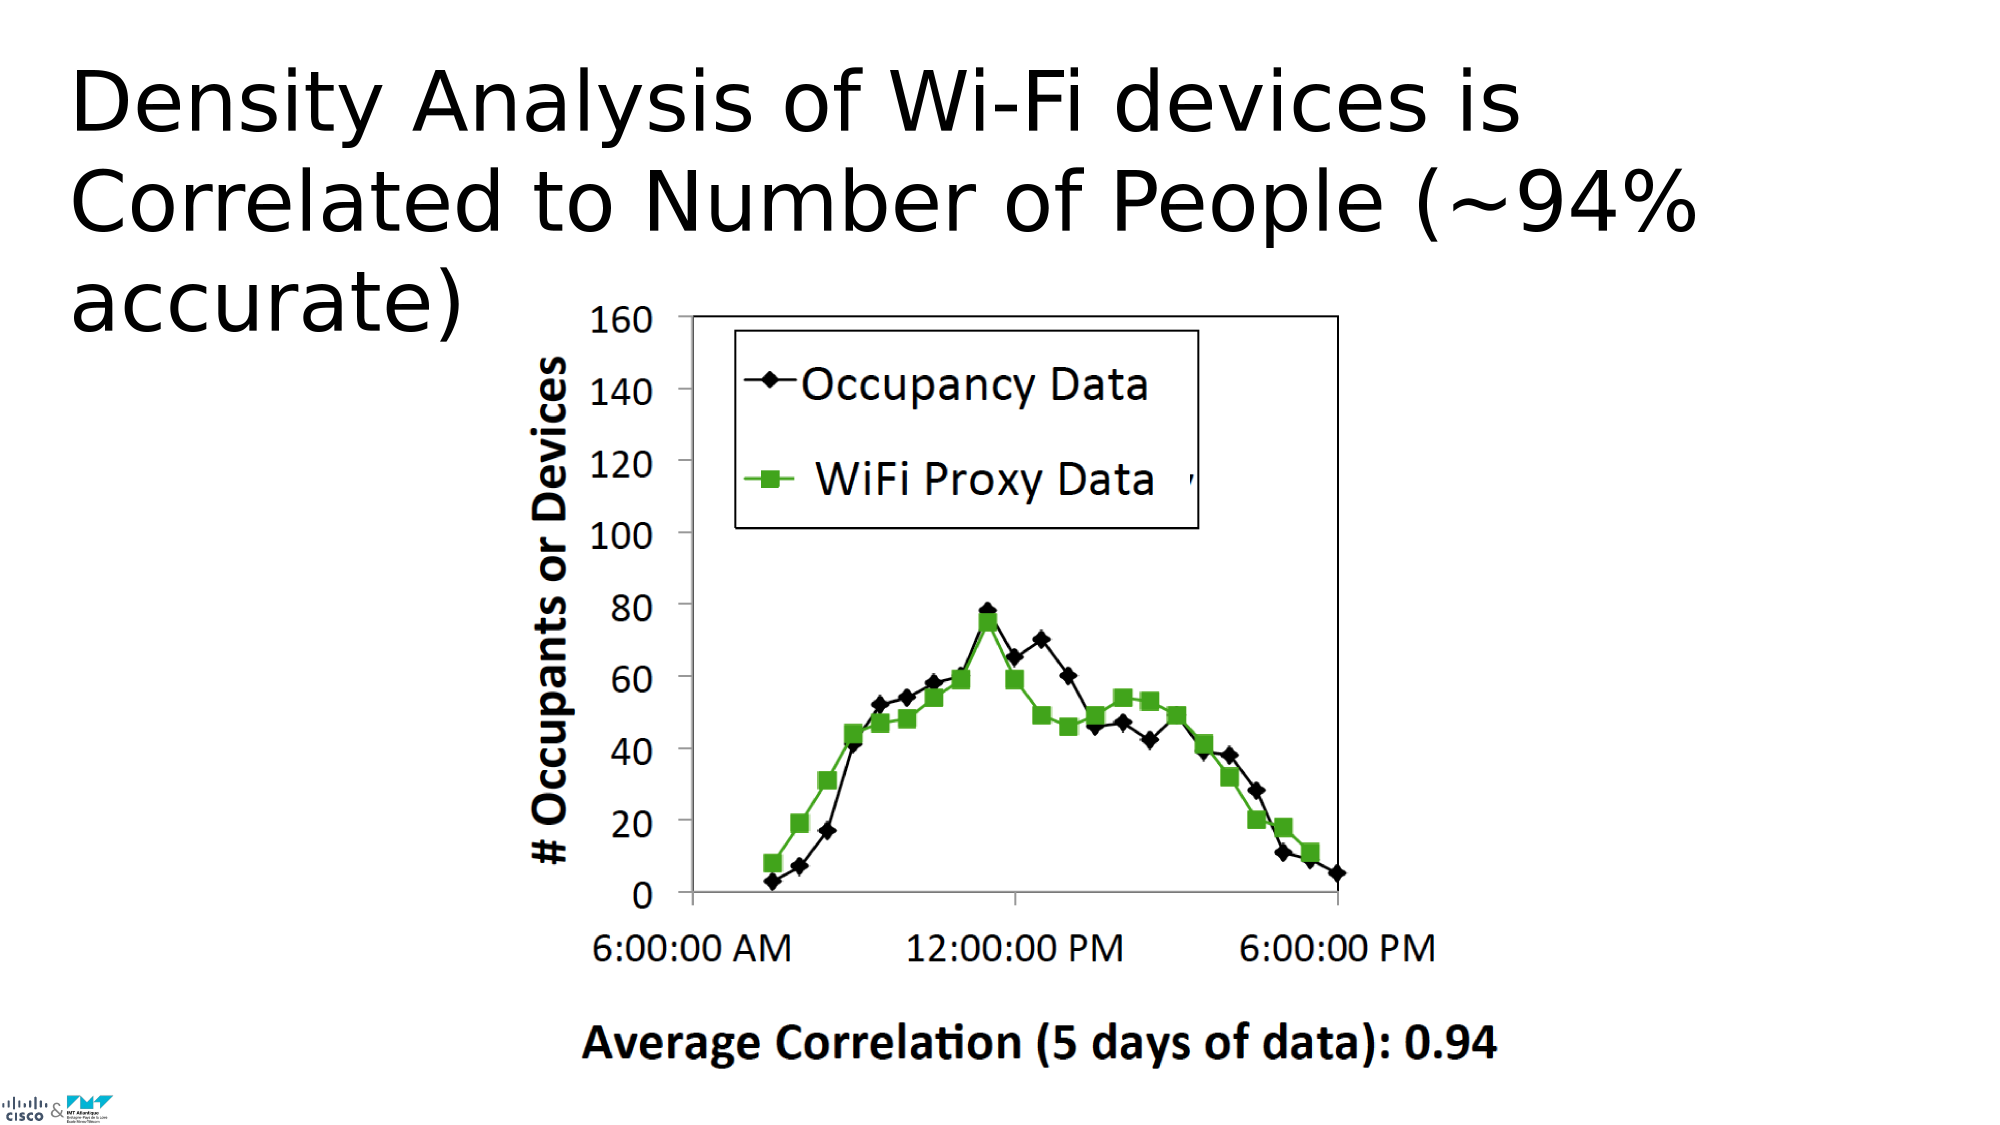 Density Analysis of Wi-Fi devices is
Correlated to Number of People (~94%
accurate)
160
140
120
100
80
60
40
20
0
# Occupants or Devices
Occupancy Data
WiFi Proxy Data
6:00:00 AM
12:00:00 PM
6:00:00 PM
Average Correlation (5 days of data): 0.94
CISCO
&
IMT Atlantique